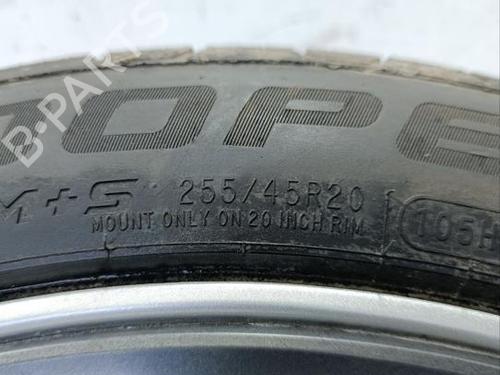 OOPE
M+S 255/45R20
MOUNT ONLY ON 20 INCH RIM
105H
B-PARTS